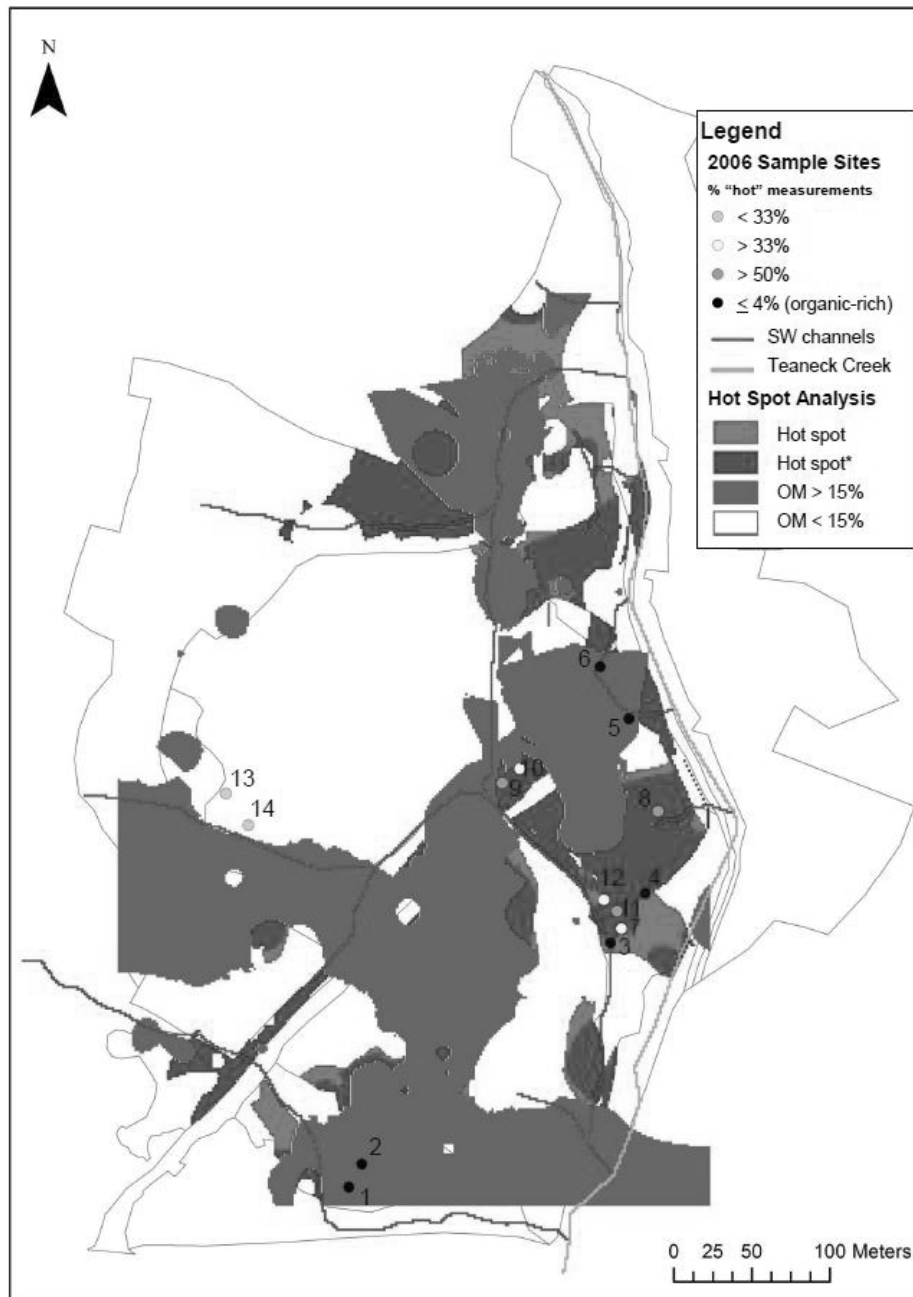 N
Legend
2006 Sample Sites
% "hot" measurements
< 33%
> 33%
> 50%
≤ 4% (organic-rich)
SW channels
Teaneck Creek
Hot Spot Analysis
Hot spot
Hot spot*
OM > 15%
OM < 15%
6
5
10
9
13
8
14
12
4
11
7
3
2
1
0 25 50 100 Meters